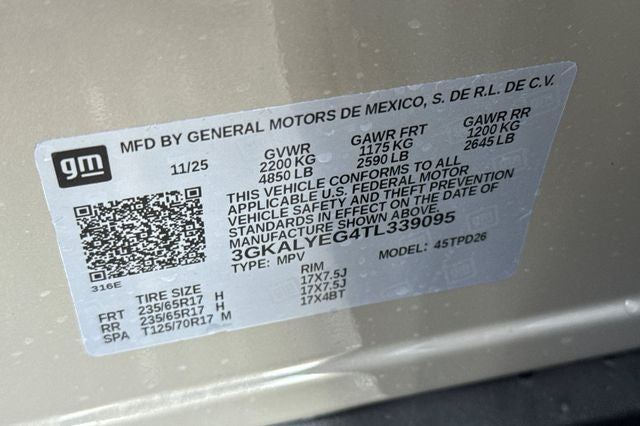 gm
MFD BY GENERAL MOTORS DE MEXICO, S. DE R.L. DE C.V.
11/25
GVWR
2200 KG
4850 LB
GAWR FRT
1175 KG
2590 LB
GAWR RR
1200 KG
2645 LB
THIS VEHICLE CONFORMS TO ALL
APPLICABLE U.S. FEDERAL MOTOR
VEHICLE SAFETY AND THEFT PREVENTION
STANDARDS IN EFFECT ON THE DATE OF
MANUFACTURE SHOWN ABOVE.
3GKALYEG4TL339095
TYPE: MPV MODEL: 45TPD26
316E
TIRE SIZE RIM
FRT 235/65R17 H 17X7.5J
RR 235/65R17 H 17X7.5J
SPA T125/70R17 M 17X4BT